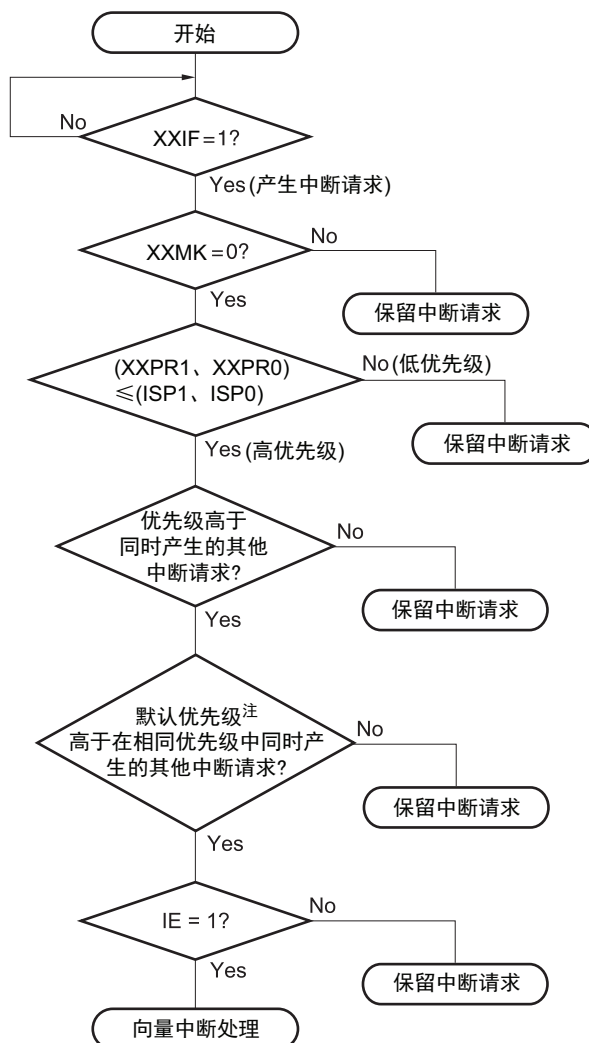 开始
No
XXIF=1?
Yes(产生中断请求)
XXMK=0?
No
Yes
保留中断请求
(XXPR1、XXPR0)
≤(ISP1、ISP0)
No(低优先级)
保留中断请求
Yes(高优先级)
优先级高于
同时产生的其他
中断请求?
No
保留中断请求
Yes
默认优先级注
高于在相同优先级中同时产
生的其他中断请求?
No
保留中断请求
Yes
IE = 1?
No
保留中断请求
Yes
向量中断处理